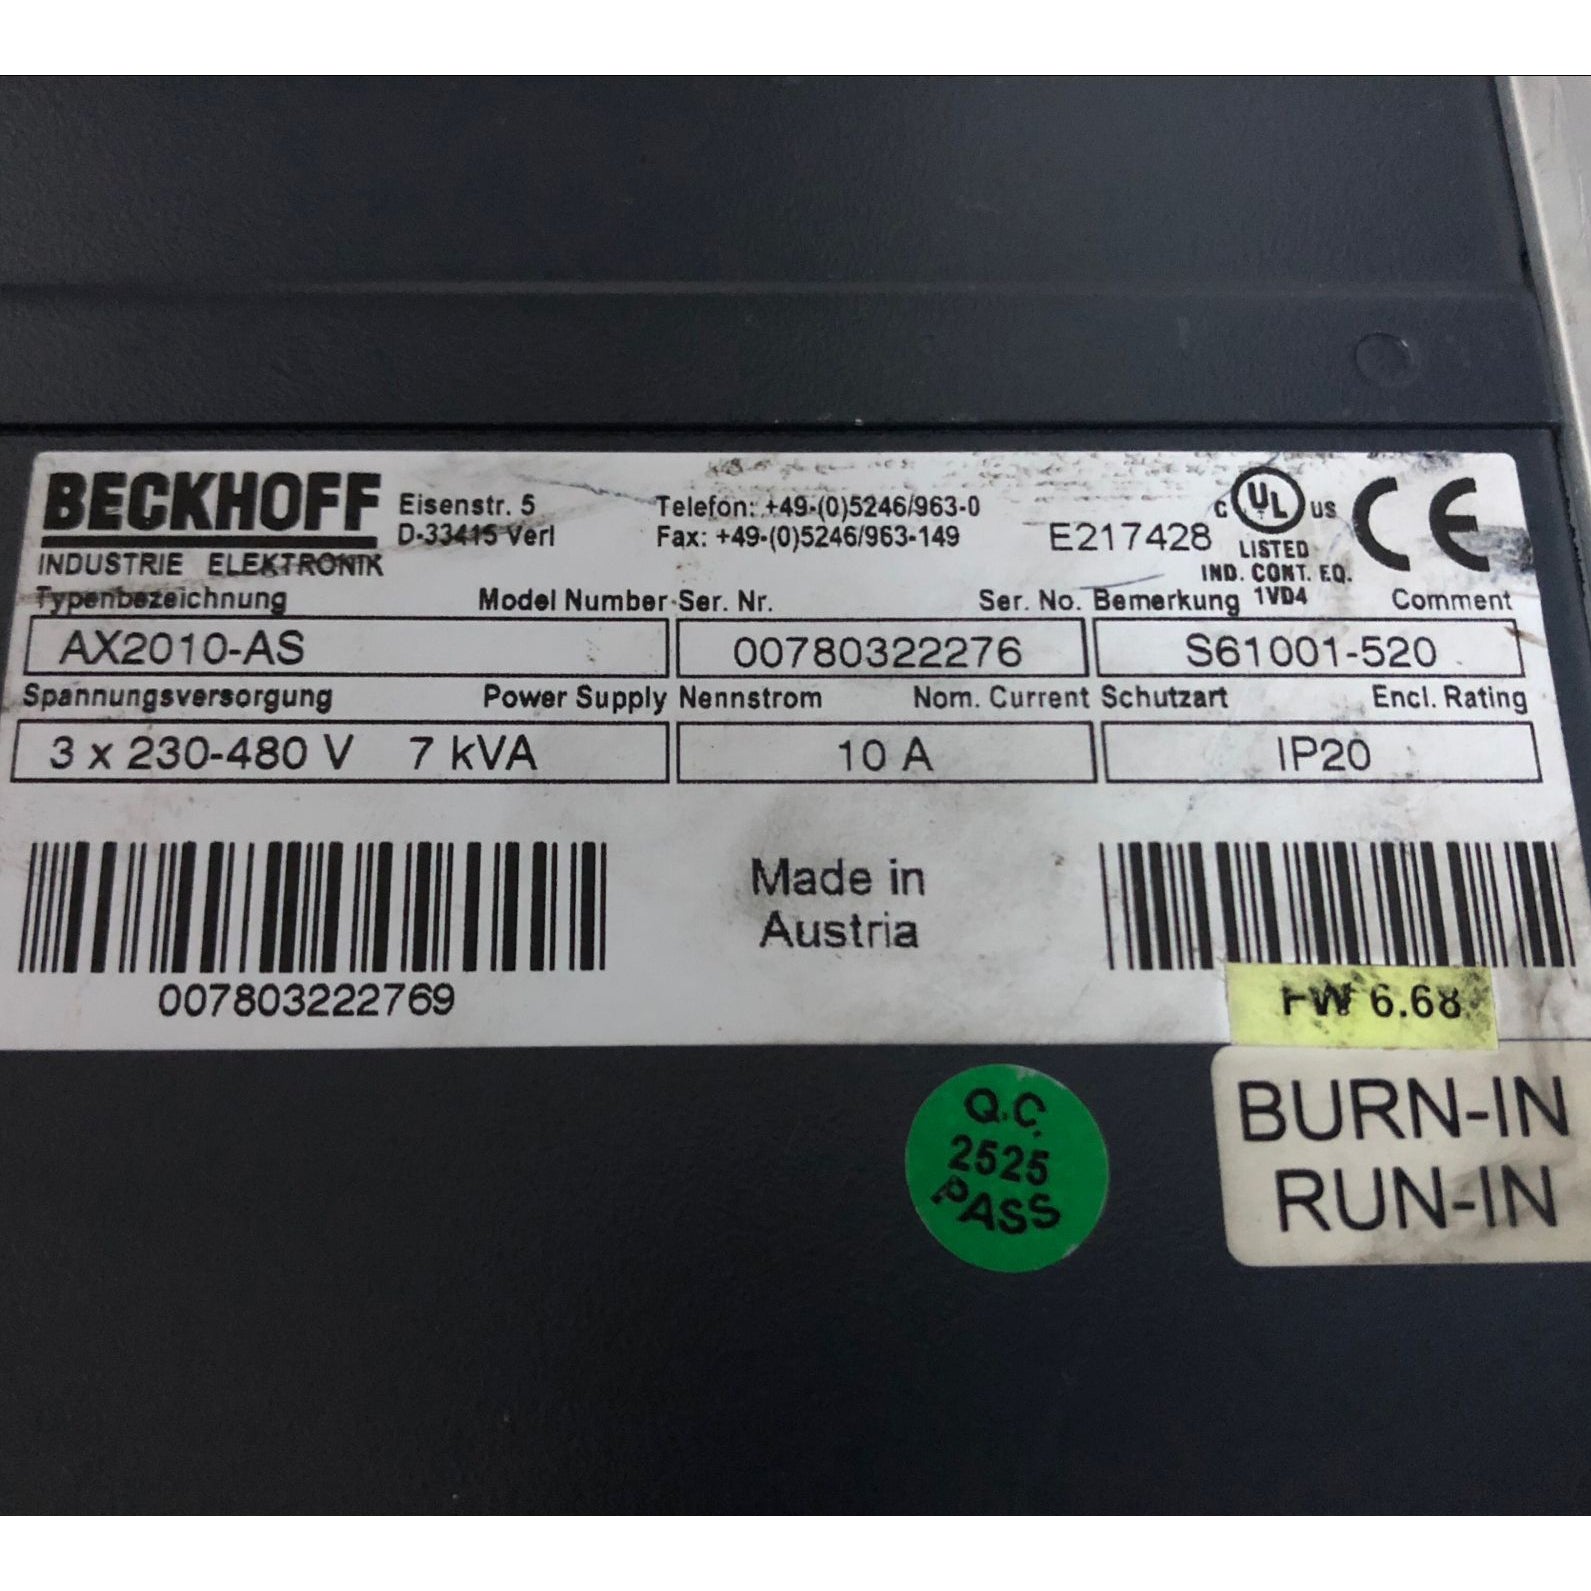 BECKHOFF
INDUSTRIE ELEKTRONIK
Eisenstr. 5
D-33415 Verl
Telefon: +49-(0)5246/963-0
Fax: +49-(0)5246/963-149
E217428
C UL US
LISTED
IND. CONT. EQ.
1VD4
CE
Typenbezeichnung Model Number Ser. Nr. Ser. No. Bemerkung Comment
AX2010-AS 00780322276 S61001-520
Spannungsversorgung Power Supply Nennstrom Nom. Current Schutzart Encl. Rating
3 x 230-480 V 7 kVA 10 A IP20
Made in
Austria
007803222769
FW 6.68
BURN-IN
RUN-IN
Q.C.
2525
PASS